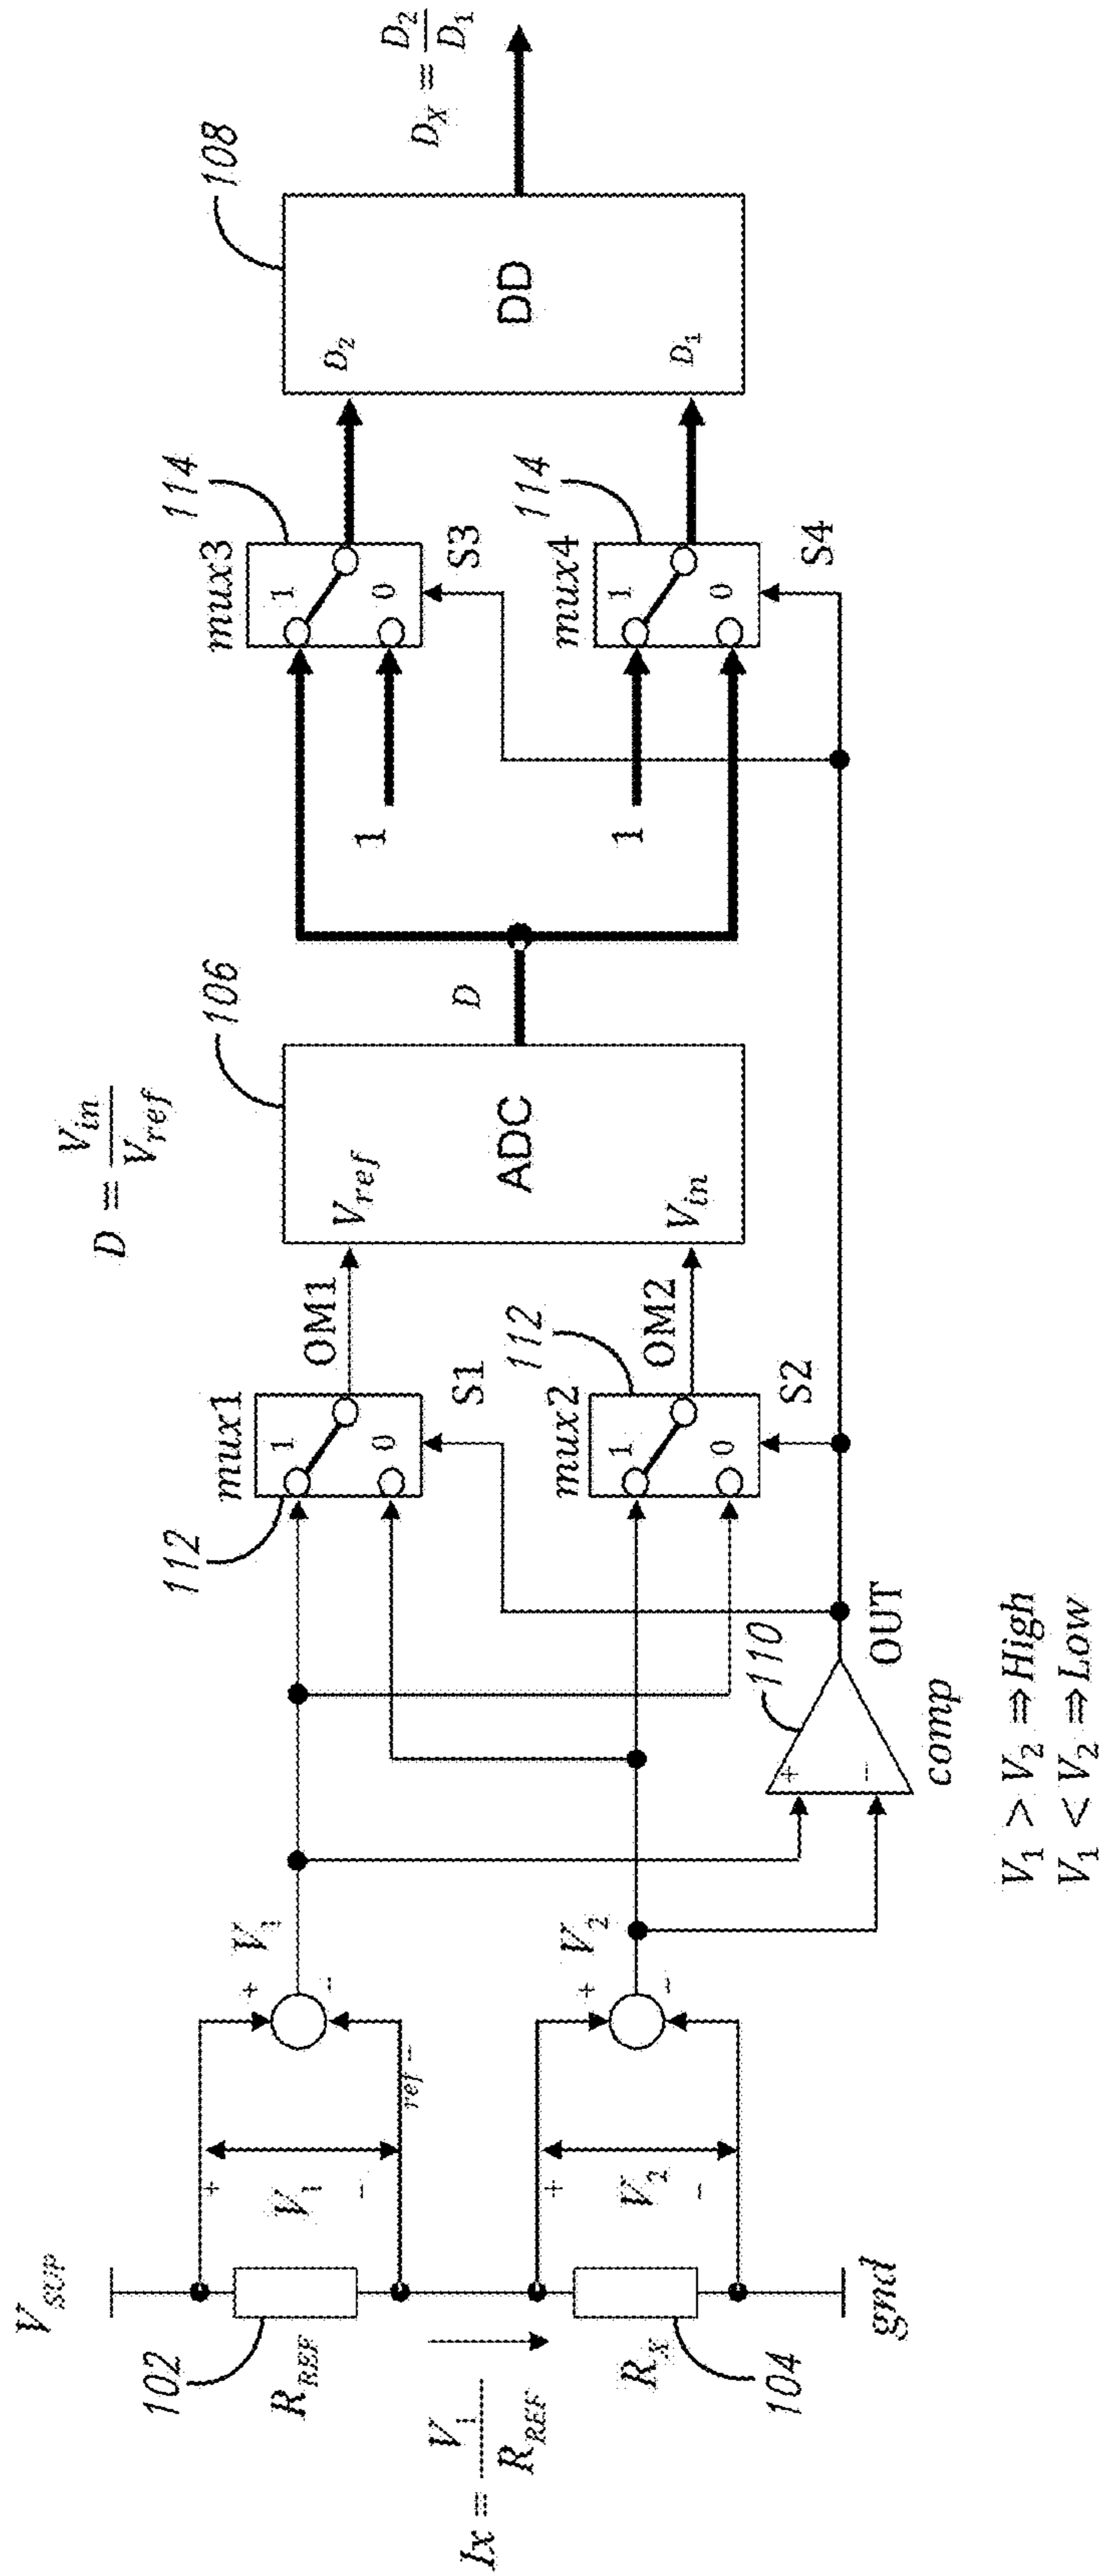 V_SUP
102
R_REF
Ix = V_1 / R_REF
R_X
104
gnd
+
V_1
−
ref −
+
V_2
−
+ V_1
−
+ V_2
−
+
−
110
OUT
comp
V_1 > V_2 ⇒ High
V_1 < V_2 ⇒ Low
112
mux1
1
0
S1
OM1
mux2
112
1
0
S2
OM2
D = V_in / V_ref
106
V_ref
ADC
V_in
D
1
1
mux3
114
1
0
S3
mux4
114
1
0
S4
108
D_2
DD
D_1
D_X = D_2 / D_1